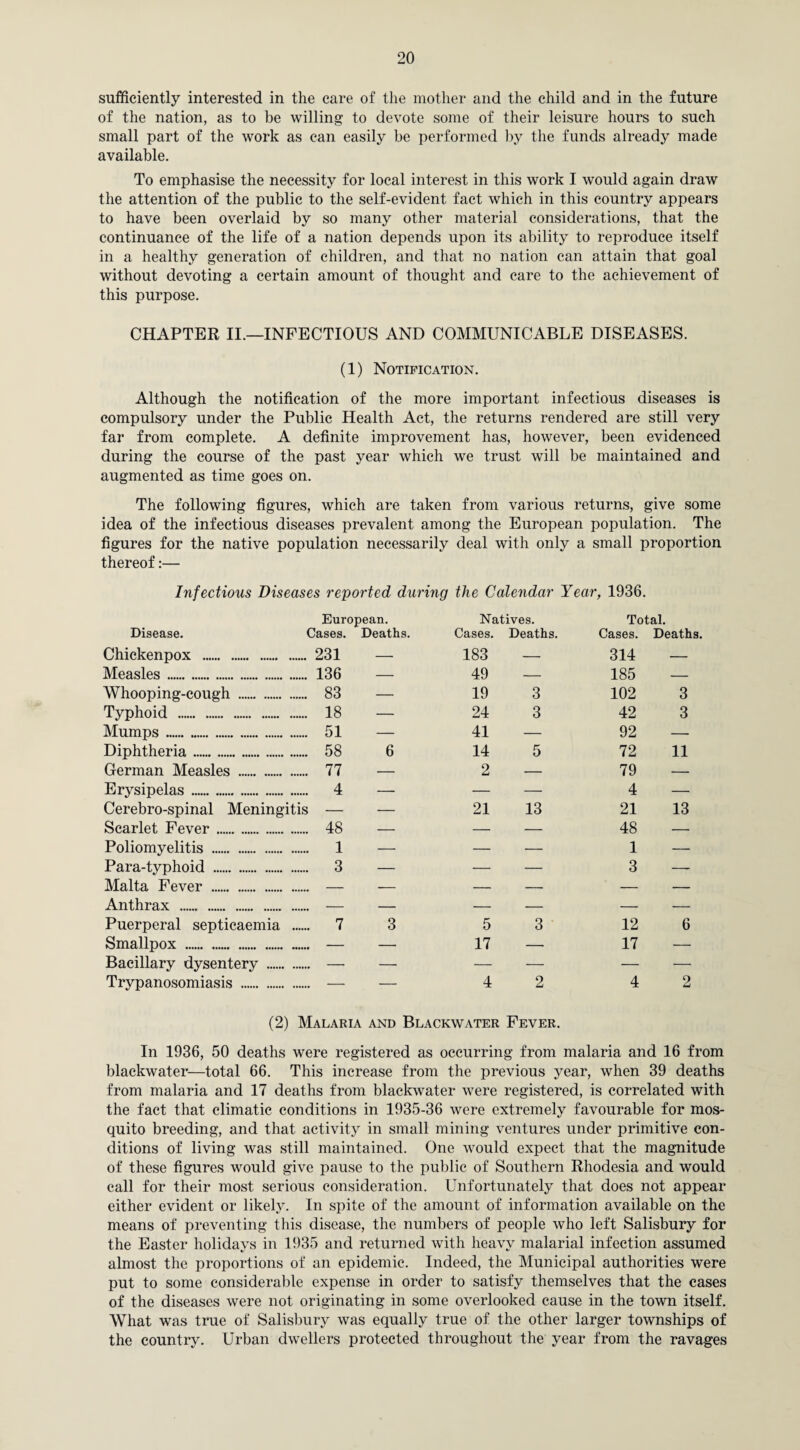 20
sufficiently interested in the care of the mother and the child and in the future
of the nation, as to be willing to devote some of their leisure hours to such
small part of the work as can easily be performed by the funds already made
available.
To emphasise the necessity for local interest in this work I would again draw
the attention of the public to the self-evident fact which in this country appears
to have been overlaid by so many other material considerations, that the
continuance of the life of a nation depends upon its ability to reproduce itself
in a healthy generation of children, and that no nation can attain that goal
without devoting a certain amount of thought and care to the achievement of
this purpose.
CHAPTER II.—INFECTIOUS AND COMMUNICABLE DISEASES.
(1) Notification.
Although the notification of the more important infectious diseases is
compulsory under the Public Health Act, the returns rendered are still very
far from complete. A definite improvement has, however, been evidenced
during the course of the past year which we trust will be maintained and
augmented as time goes on.
The following figures, which are taken from various returns, give some
idea of the infectious diseases prevalent among the European population. The
figures for the native population necessarily deal with only a small proportion
thereof:—
Infectious Diseases reported during the Calendar Year, 1936.
European. Natives. Total.
Disease. Cases. Deaths. Cases. Deaths. Cases. Deaths.
Chickenpox ...... ...... ...... ...... 231 — 183 — 314 —
Measles ...... ...... ...... ...... ...... 136 — 49 — 185 —
Whooping-cough ...... ...... ...... 83 — 19 3 102 3
Typhoid ...... ...... ...... ...... ...... 18 — 24 3 42 3
Mumps ...... ...... ...... ...... ...... 51 — 41 — 92 —
Diphtheria ...... ...... ...... ...... ...... 58 6 14 5 72 11
German Measles ...... ...... ...... 77 — 2 — 79 —
Erysipelas ...... ...... ...... ...... ...... 4 — — — 4 —
Cerebro-spinal Meningitis — — 21 13 21 13
Scarlet Fever ...... ...... ...... ...... 48 — — — 48 —
Poliomyelitis ...... ...... ...... ...... 1 — — — 1 —
Para-typhoid ...... ...... ...... ...... 3 — — — 3 —
Malta Fever ...... ...... ...... ...... — — — — — —
Anthrax ...... ...... ...... ...... ...... — — — — — —
Puerperal septicaemia ...... 7 3 5 3 12 6
Smallpox ...... ...... ...... ...... ...... — — 17 — 17 —
Bacillary dysentery ...... ...... — — — — — —
Trypanosomiasis ...... ...... ...... — — 4 2 4 2
(2) Malaria and Blackwater Fever.
In 1936, 50 deaths were registered as occurring from malaria and 16 from
blackwater—total 66. This increase from the previous year, when 39 deaths
from malaria and 17 deaths from blackwater were registered, is correlated with
the fact that climatic conditions in 1935-36 were extremely favourable for mos-
quito breeding, and that activity in small mining ventures under primitive con-
ditions of living was still maintained. One would expect that the magnitude
of these figures would give pause to the public of Southern Rhodesia and would
call for their most serious consideration. Unfortunately that does not appear
either evident or likely. In spite of the amount of information available on the
means of preventing this disease, the numbers of people who left Salisbury for
the Easter holidays in 1935 and returned with heavy malarial infection assumed
almost the proportions of an epidemic. Indeed, the Municipal authorities were
put to some considerable expense in order to satisfy themselves that the cases
of the diseases were not originating in some overlooked cause in the town itself.
What was true of Salisbury was equally true of the other larger townships of
the country. Urban dwellers protected throughout the year from the ravages